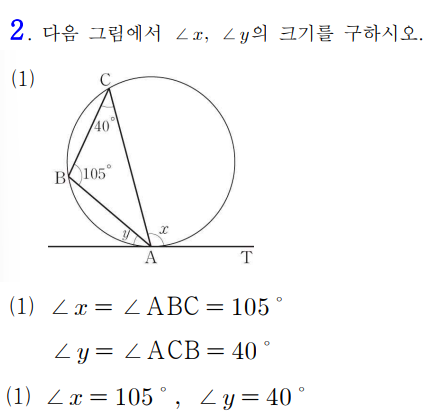 2. 다음 그림에서 ∠x, ∠y의 크기를 구하시오.
(1)
C
40°
B
105°
y
x
A
T
(1) ∠x = ∠ABC = 105°
∠y = ∠ACB = 40°
(1) ∠x = 105°, ∠y = 40°